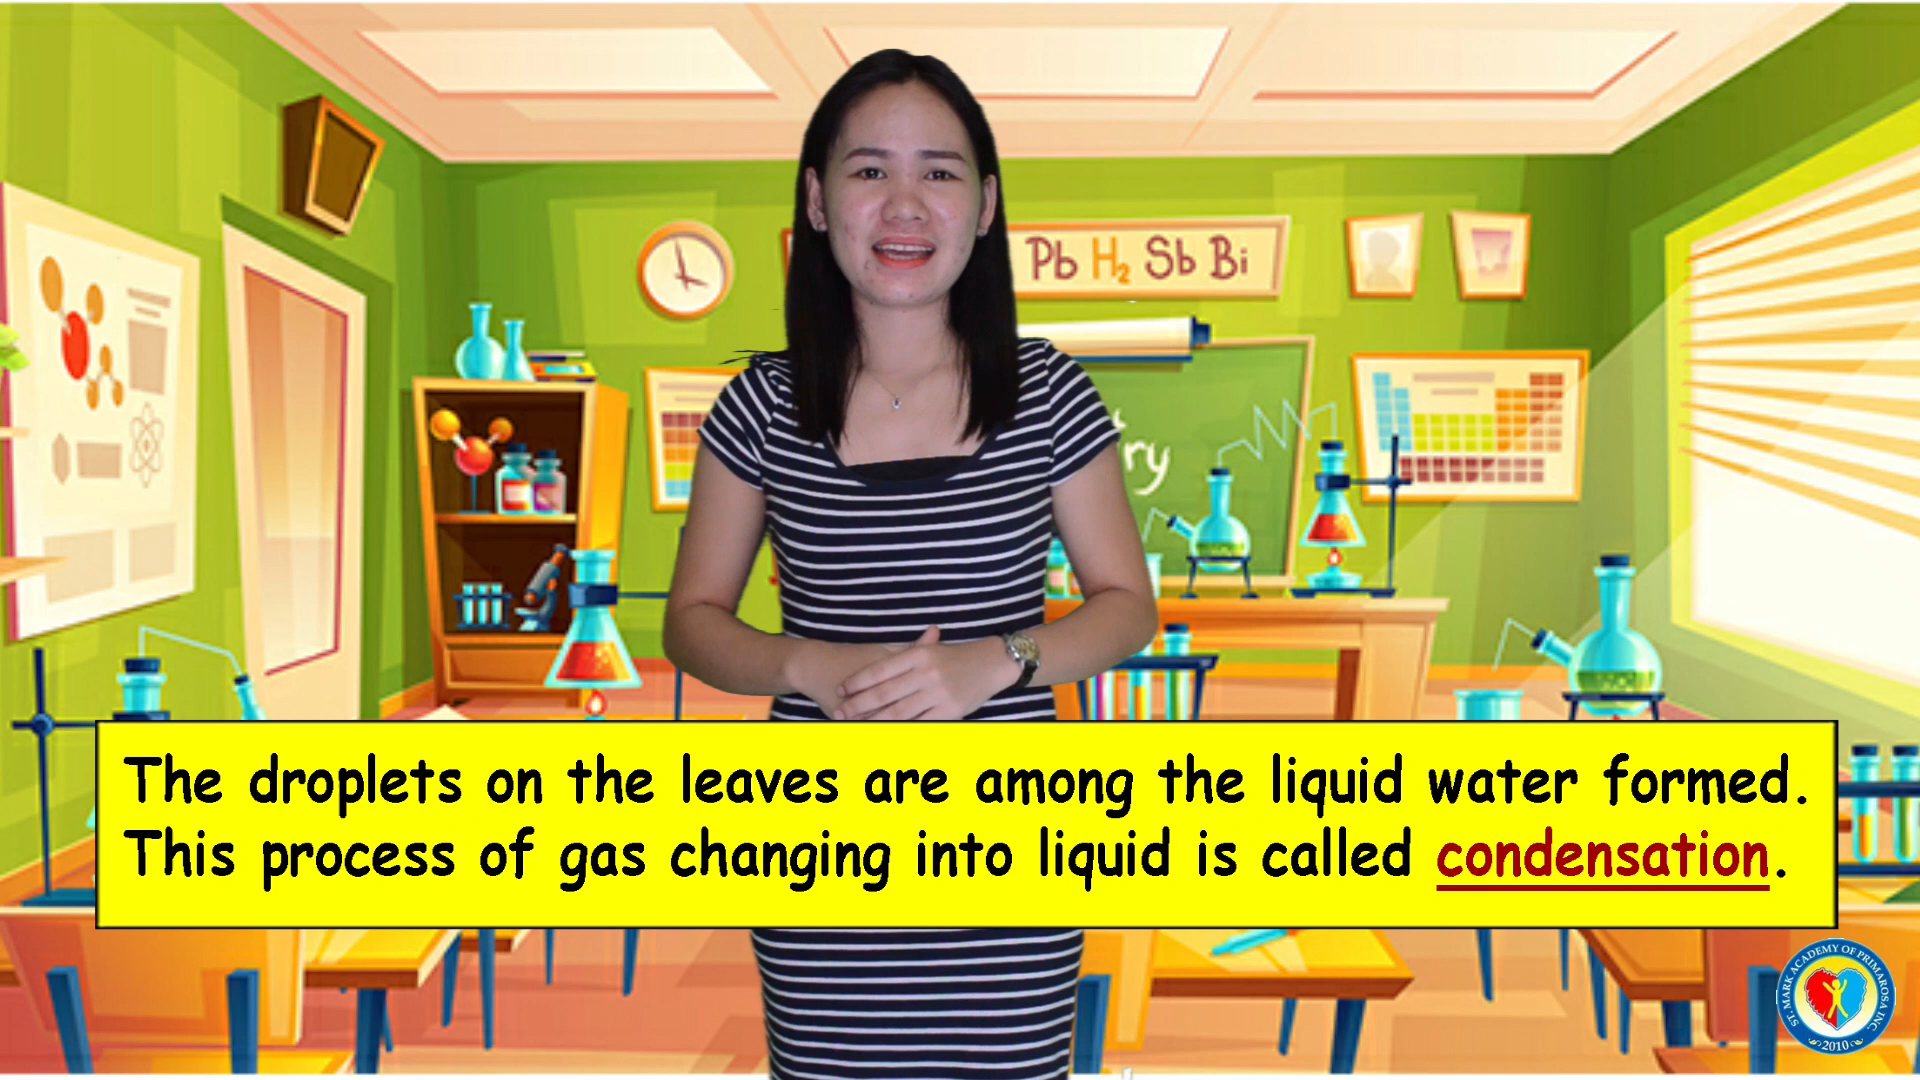 Pb H₂ Sb Bi
ry
The droplets on the leaves are among the liquid water formed.
This process of gas changing into liquid is called condensation.
ST. MARK ACADEMY OF PRIMAROSA INC.
2010